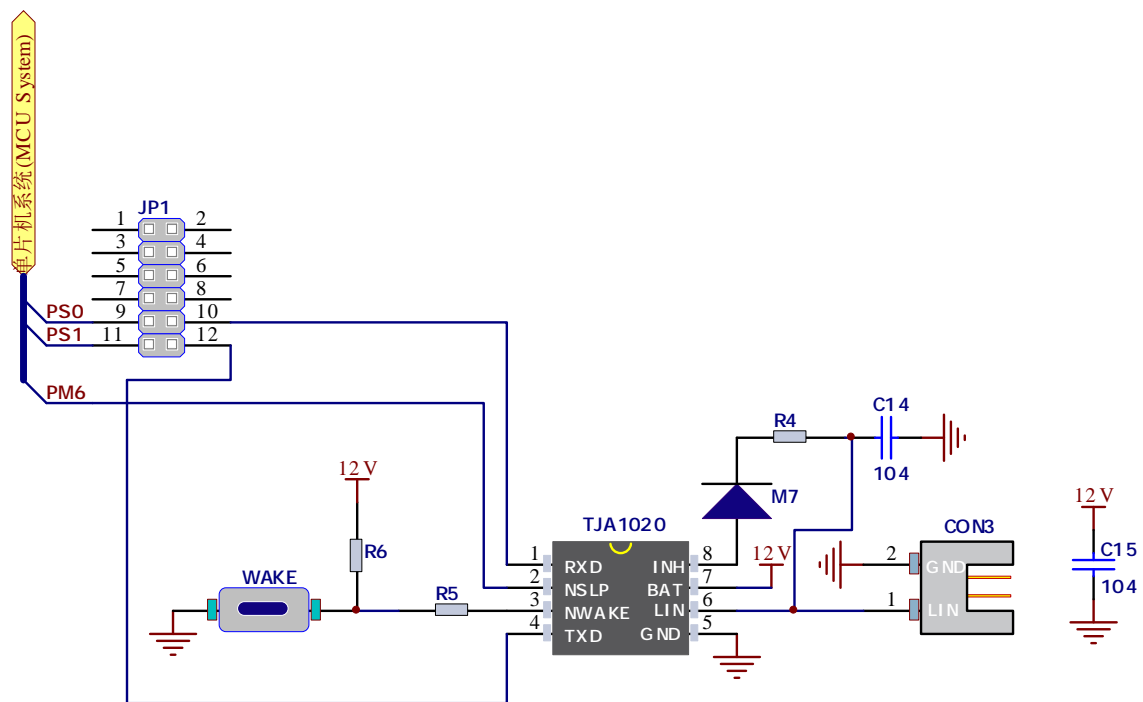 单片机系统(MCU System)
JP1
1 2
3 4
5 6
7 8
PS0 9 10
PS1 11 12
PM6
C14
R4
104
12 V
M7
12 V
TJA1020
CON3
C15
R6
1 RXD INH 8
12 V
2 GND
WAKE
R5
2 NSLP BAT 7
104
3 NWAKE LIN 6
1 LIN
4 TXD GND 5